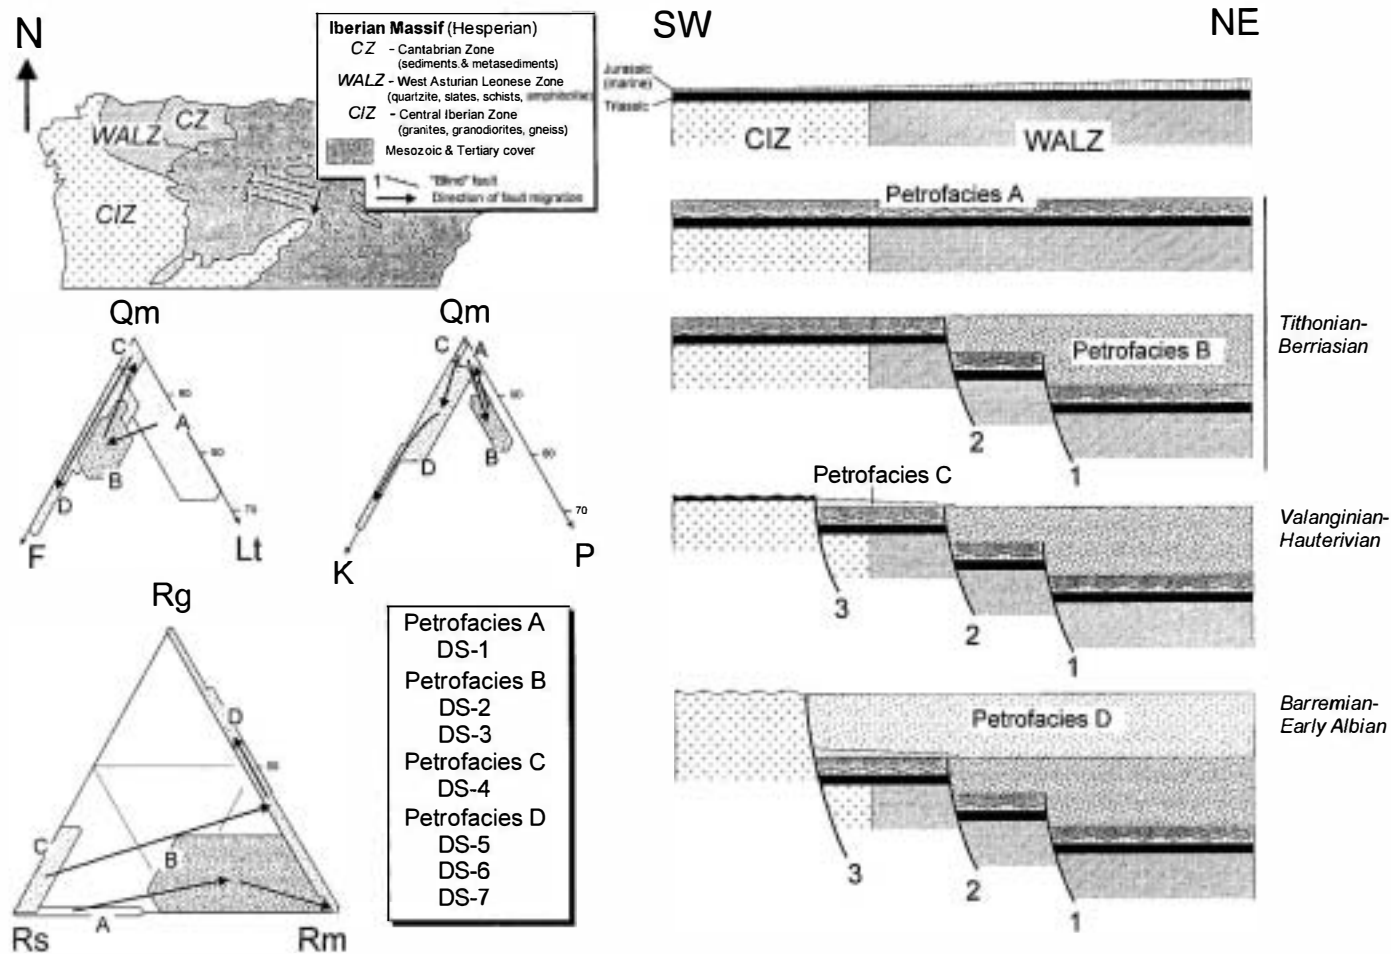 N
Iberian Massif (Hesperian)
CZ - Cantabrian Zone
(sediments & metasediments)
WALZ - West Asturian Leonese Zone
(quartzite, slates, schists, amphibolite)
CIZ - Central Iberian Zone
(granites, granodiorites, gneiss)
Mesozoic & Tertiary cover
1 "Blind" fault
Direction of fault migration
WALZ
CZ
CIZ
SW
NE
Jurassic
(marine)
Triassic
CIZ
WALZ
Petrofacies A
Petrofacies B
2
1
Tithonian-
Berriasian
Petrofacies C
3
2
1
Valanginian-
Hauterivian
Petrofacies D
3
2
1
Barremian-
Early Albian
Qm
C
A
B
D
70
F
Lt
Qm
C
A
B
D
70
K
P
Rg
D
C
B
A
Rs
Rm
Petrofacies A
DS-1
Petrofacies B
DS-2
DS-3
Petrofacies C
DS-4
Petrofacies D
DS-5
DS-6
DS-7